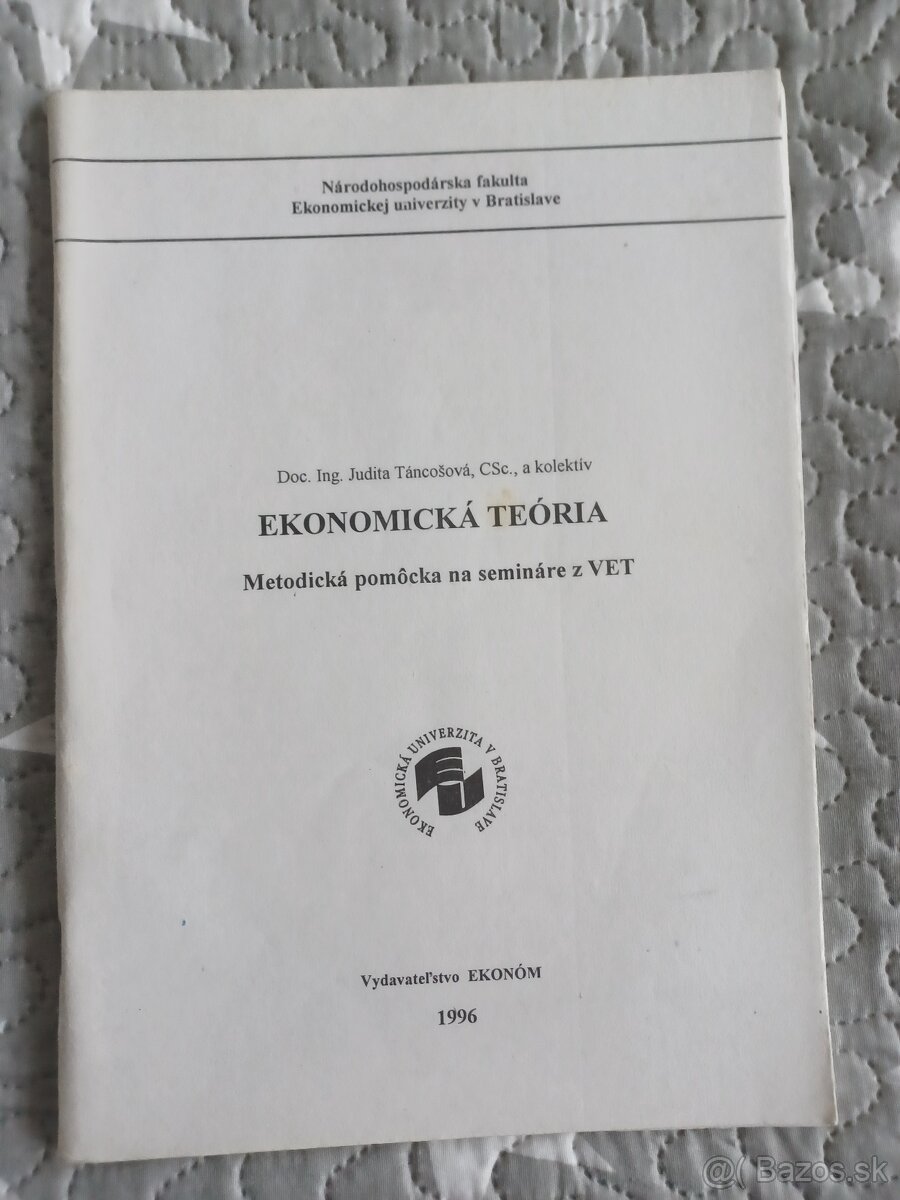 Národohospodárska fakulta
Ekonomickej univerzity v Bratislave
Doc. Ing. Judita Táncošová, CSc., a kolektív
EKONOMICKÁ TEÓRIA
Metodická pomôcka na semináre z VET
EKONOMICKÁ UNIVERZITA V BRATISLAVE
EU
Vydavateľstvo EKONÓM
1996
@( Bazos.sk